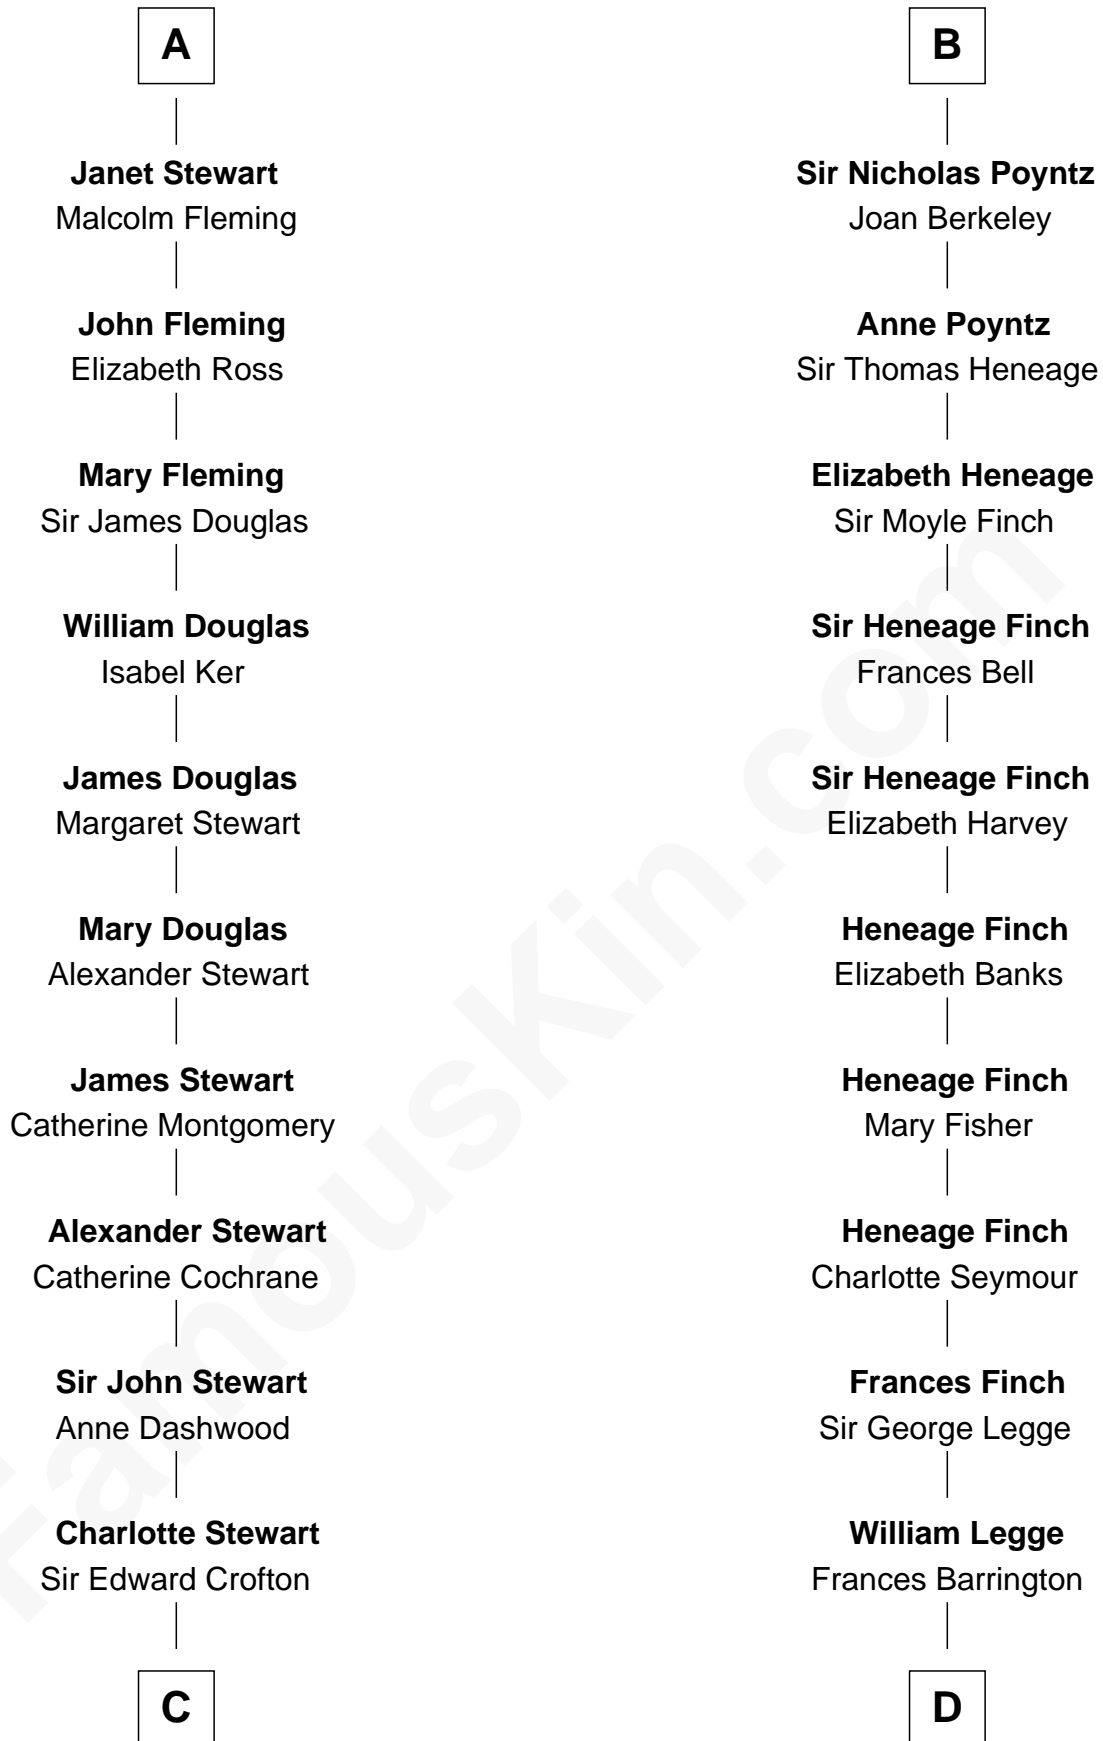 A
Janet Stewart
Malcolm Fleming
John Fleming
Elizabeth Ross
Mary Fleming
Sir James Douglas
William Douglas
Isabel Ker
James Douglas
Margaret Stewart
Mary Douglas
Alexander Stewart
James Stewart
Catherine Montgomery
Alexander Stewart
Catherine Cochrane
Sir John Stewart
Anne Dashwood
Charlotte Stewart
Sir Edward Crofton
C
B
Sir Nicholas Poyntz
Joan Berkeley
Anne Poyntz
Sir Thomas Heneage
Elizabeth Heneage
Sir Moyle Finch
Sir Heneage Finch
Frances Bell
Sir Heneage Finch
Elizabeth Harvey
Heneage Finch
Elizabeth Banks
Heneage Finch
Mary Fisher
Heneage Finch
Charlotte Seymour
Frances Finch
Sir George Legge
William Legge
Frances Barrington
D
FamousKin.com